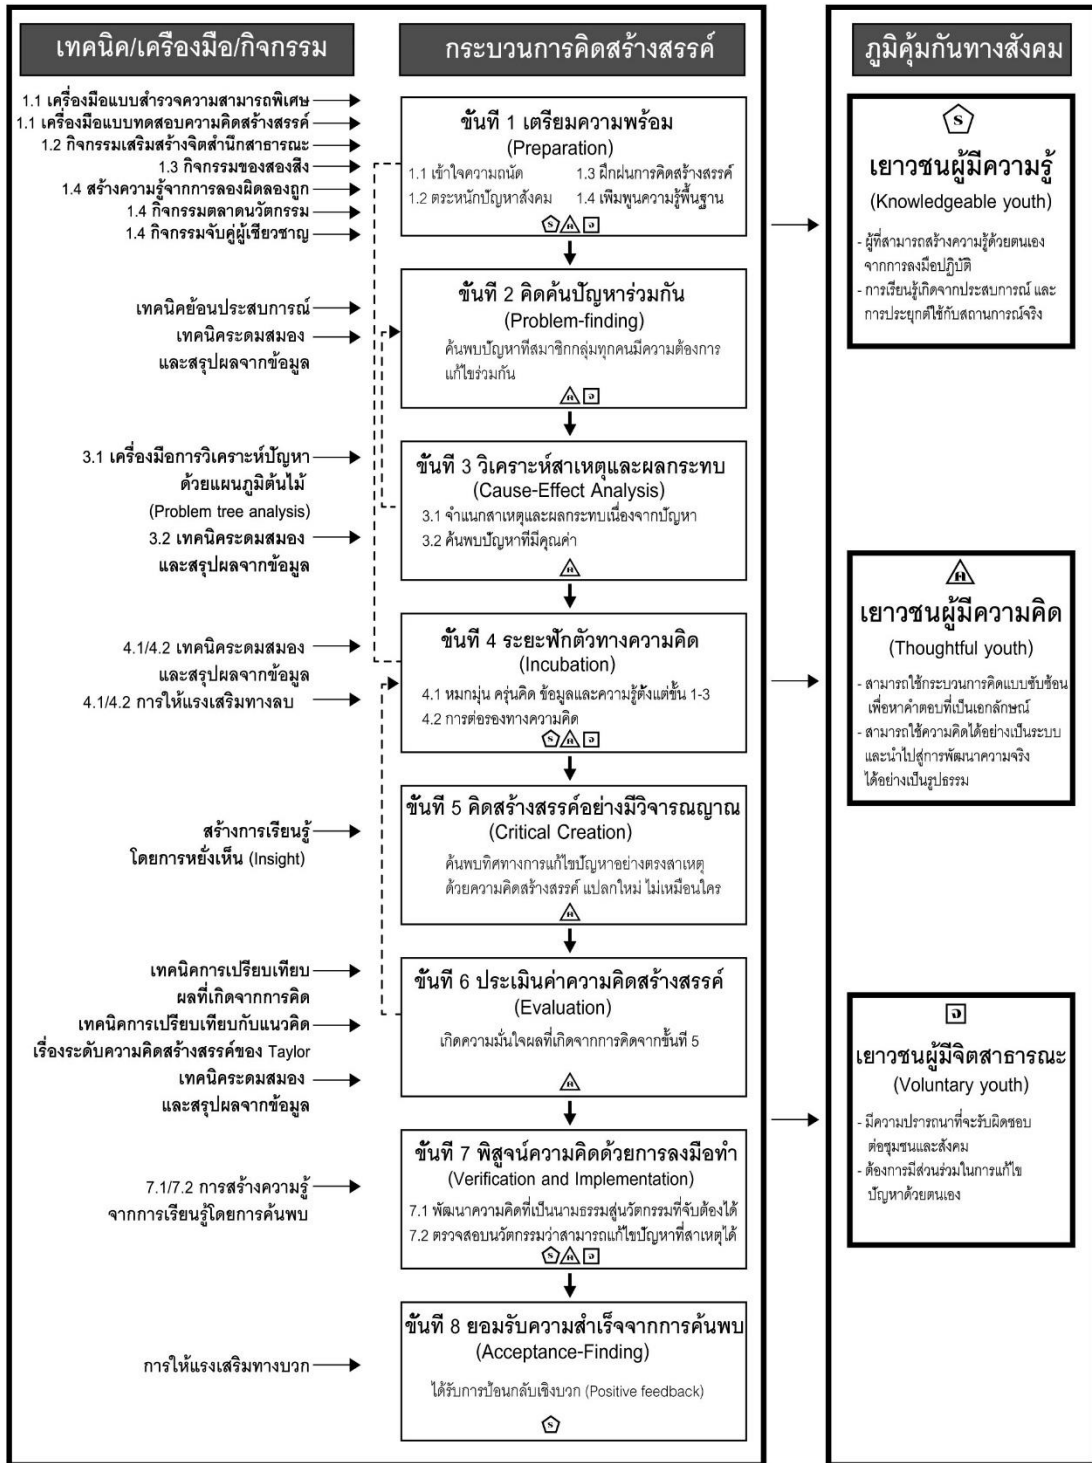 เทคนิค/เครื่องมือ/กิจกรรม
1.1 เครื่องมือแบบสำรวจความสามารถพิเศษ
1.1 เครื่องมือแบบทดสอบความคิดสร้างสรรค์
1.2 กิจกรรมเสริมสร้างจิตสำนึกสาธารณะ
1.3 กิจกรรมของสองสิ่ง
1.4 สร้างความรู้จากการลองผิดลองถูก
1.4 กิจกรรมตลาดนวัตกรรม
1.4 กิจกรรมจับคู่ผู้เชี่ยวชาญ
เทคนิคย้อนประสบการณ์
เทคนิคระดมสมอง
และสรุปผลจากข้อมูล
3.1 เครื่องมือการวิเคราะห์ปัญหา
ด้วยแผนภูมิต้นไม้
(Problem tree analysis)
3.2 เทคนิคระดมสมอง
และสรุปผลจากข้อมูล
4.1/4.2 เทคนิคระดมสมอง
และสรุปผลจากข้อมูล
4.1/4.2 การให้แรงเสริมทางลบ
สร้างการเรียนรู้
โดยการหยั่งเห็น (Insight)
เทคนิคการเปรียบเทียบ
ผลที่เกิดจากการคิด
เทคนิคการเปรียบเทียบกับแนวคิด
เรื่องระดับความคิดสร้างสรรค์ของ Taylor
เทคนิคระดมสมอง
และสรุปผลจากข้อมูล
7.1/7.2 การสร้างความรู้
จากการเรียนรู้โดยการค้นพบ
การให้แรงเสริมทางบวก
กระบวนการคิดสร้างสรรค์
ขั้นที่ 1 เตรียมความพร้อม
(Preparation)
1.1 เข้าใจความถนัด 1.3 ฝึกฝนการคิดสร้างสรรค์
1.2 ตระหนักปัญหาสังคม 1.4 เพิ่มพูนความรู้พื้นฐาน
ร ค จ
ขั้นที่ 2 คิดค้นปัญหาร่วมกัน
(Problem-finding)
ค้นพบปัญหาที่สมาชิกกลุ่มทุกคนมีความต้องการ
แก้ไขร่วมกัน
ค จ
ขั้นที่ 3 วิเคราะห์สาเหตุและผลกระทบ
(Cause-Effect Analysis)
3.1 จำแนกสาเหตุและผลกระทบเนื่องจากปัญหา
3.2 ค้นพบปัญหาที่มีคุณค่า
ค
ขั้นที่ 4 ระยะฟักตัวทางความคิด
(Incubation)
4.1 หมกมุ่น ครุ่นคิด ข้อมูลและความรู้ตั้งแต่ขั้น 1-3
4.2 การต่อรองทางความคิด
ร ค จ
ขั้นที่ 5 คิดสร้างสรรค์อย่างมีวิจารณญาณ
(Critical Creation)
ค้นพบทิศทางการแก้ไขปัญหาอย่างตรงสาเหตุ
ด้วยความคิดสร้างสรรค์ แปลกใหม่ ไม่เหมือนใคร
ค
ขั้นที่ 6 ประเมินค่าความคิดสร้างสรรค์
(Evaluation)
เกิดความมั่นใจผลที่เกิดจากการคิดจากขั้นที่ 5
ค
ขั้นที่ 7 พิสูจน์ความคิดด้วยการลงมือทำ
(Verification and Implementation)
7.1 พัฒนาความคิดที่เป็นนามธรรมสู่นวัตกรรมที่จับต้องได้
7.2 ตรวจสอบนวัตกรรมว่าสามารถแก้ไขปัญหาที่สาเหตุได้
ร ค จ
ขั้นที่ 8 ยอมรับความสำเร็จจากการค้นพบ
(Acceptance-Finding)
ได้รับการป้อนกลับเชิงบวก (Positive feedback)
ร
ภูมิคุ้มกันทางสังคม
ร
เยาวชนผู้มีความรู้
(Knowledgeable youth)
- ผู้ที่สามารถสร้างความรู้ด้วยตนเอง
จากการลงมือปฏิบัติ
- การเรียนรู้เกิดจากประสบการณ์ และ
การประยุกต์ใช้กับสถานการณ์จริง
ค
เยาวชนผู้มีความคิด
(Thoughtful youth)
- สามารถใช้กระบวนการคิดแบบซับซ้อน
เพื่อหาคำตอบที่เป็นเอกลักษณ์
- สามารถใช้ความคิดได้อย่างเป็นระบบ
และนำไปสู่การพัฒนาความจริง
ได้อย่างเป็นรูปธรรม
จ
เยาวชนผู้มีจิตสาธารณะ
(Voluntary youth)
- มีความปรารถนาที่จะรับผิดชอบ
ต่อชุมชนและสังคม
- ต้องการมีส่วนร่วมในการแก้ไข
ปัญหาด้วยตนเอง